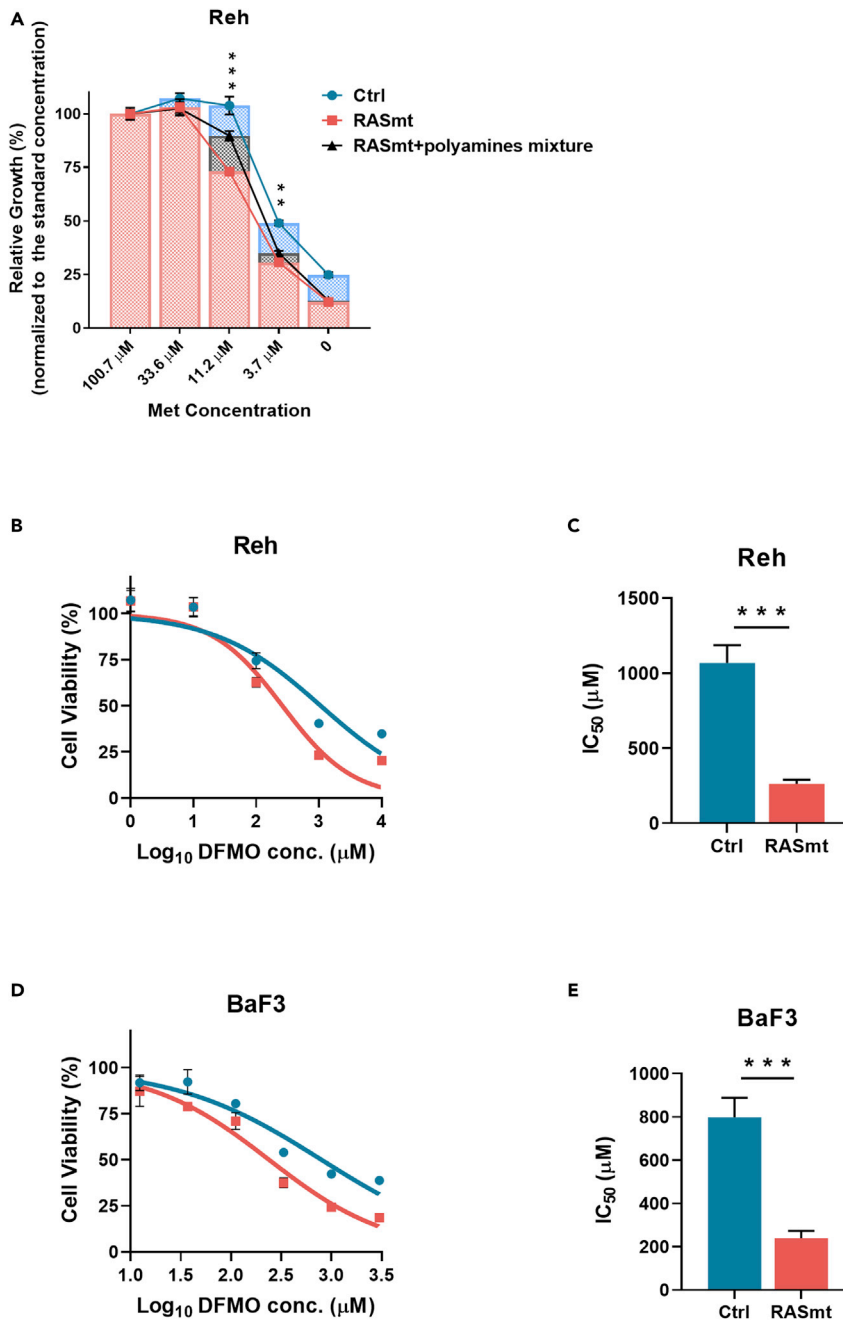 A
Reh
Relative Growth (%)
(normalized to the standard concentration)
100
75
50
25
0
****
**
Ctrl
RASmt
RASmt+polyamines mixture
100.7 μM
33.6 μM
11.2 μM
3.7 μM
0
Met Concentration
B
Reh
Cell Viability (%)
100
75
50
25
0
0 1 2 3 4
Log10 DFMO conc. (μM)
C
Reh
IC50 (μM)
1500
1000
500
0
***
Ctrl RASmt
D
BaF3
Cell Viability (%)
100
75
50
25
0
1.0 1.5 2.0 2.5 3.0 3.5
Log10 DFMO conc. (μM)
E
BaF3
IC50 (μM)
1000
800
600
400
200
0
***
Ctrl RASmt